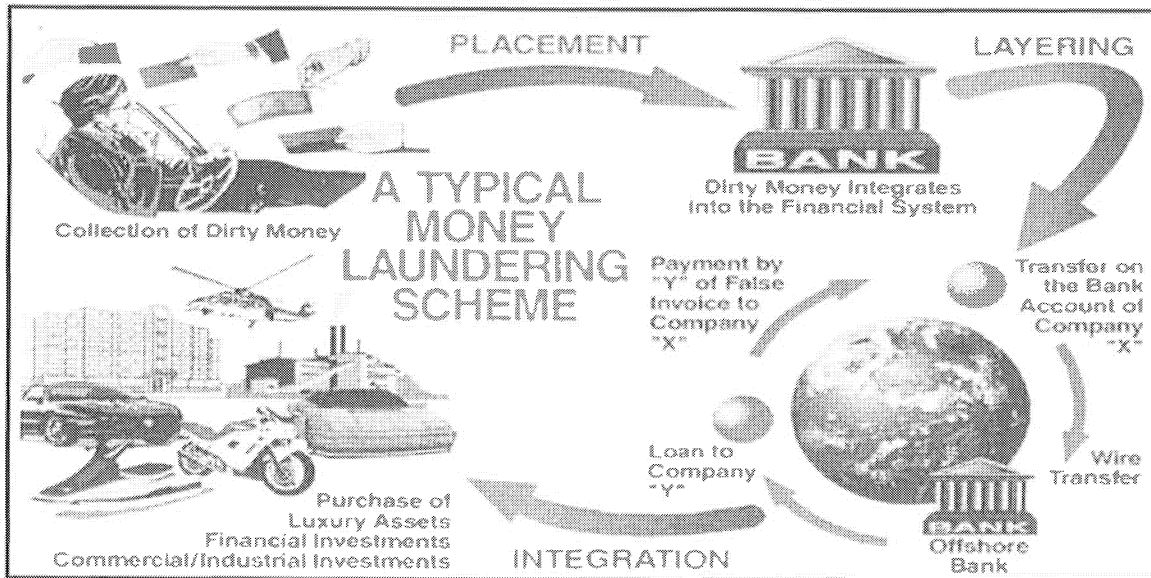 PLACEMENT
LAYERING
BANK
Dirty Money Integrates
into the Financial System
Collection of Dirty Money
A TYPICAL
MONEY
LAUNDERING
SCHEME
Payment by
"Y" of False
Invoice to
Company
"X"
Transfer on
the Bank
Account of
Company
"X"
Loan to
Company
"Y"
Wire
Transfer
BANK
Offshore
Bank
Purchase of
Luxury Assets
Financial Investments
Commercial/Industrial Investments
INTEGRATION